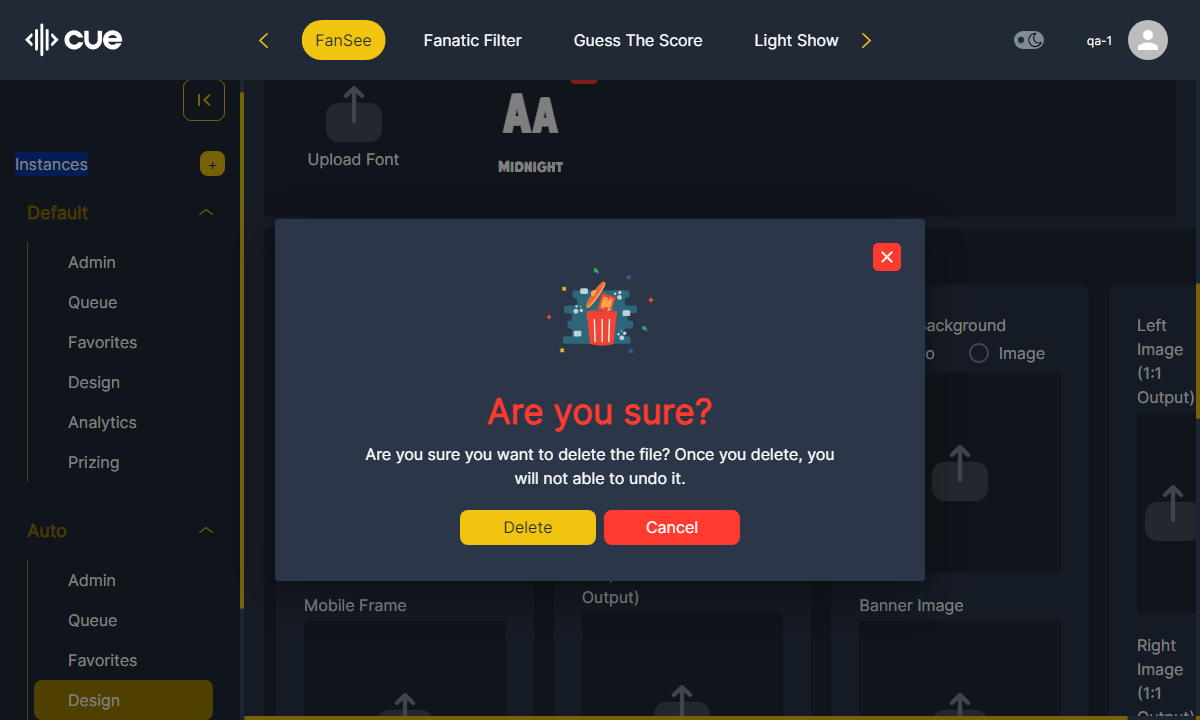 cue
FanSee
Fanatic Filter
Guess The Score
Light Show
qa-1
Instances
+
Default
Admin
Queue
Favorites
Design
Analytics
Prizing
Auto
Admin
Queue
Favorites
Design
Upload Font
AA
Midnight
Are you sure?
Are you sure you want to delete the file? Once you delete, you
will not able to undo it.
Delete
Cancel
Background
o
Image
Left
Image
(1:1
Output)
Mobile Frame
Output)
Banner Image
Right
Image
(1:1
Output)